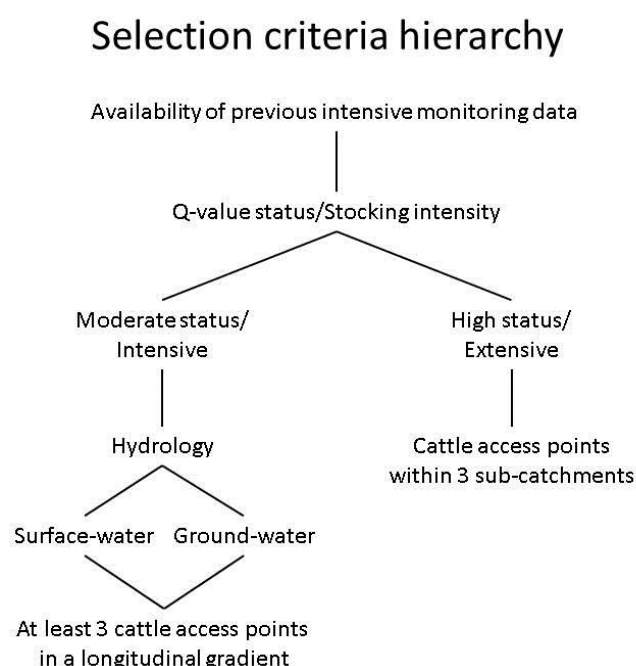 Selection criteria hierarchy
Availability of previous intensive monitoring data
Q-value status/Stocking intensity
Moderate status/
Intensive
High status/
Extensive
Hydrology
Cattle access points
within 3 sub-catchments
Surface-water
Ground-water
At least 3 cattle access points
in a longitudinal gradient